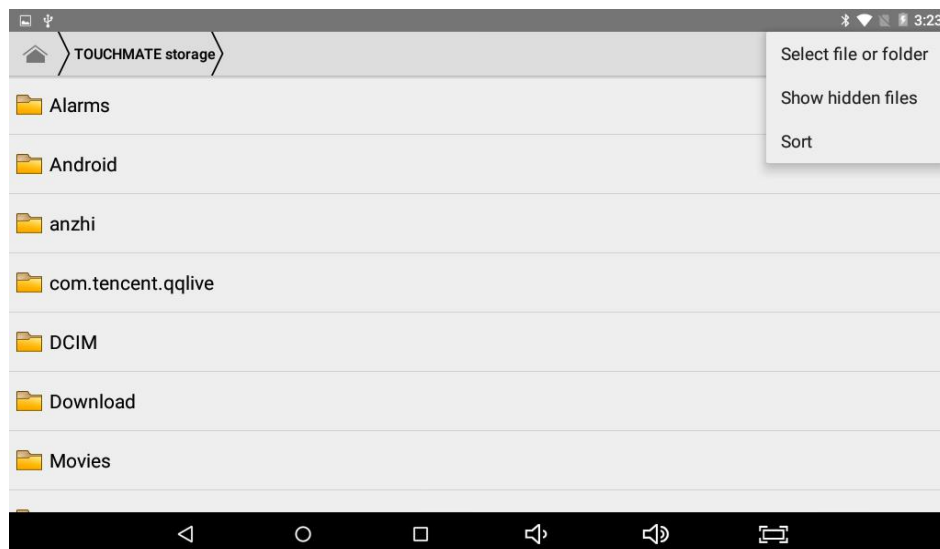 3:23
TOUCHMATE storage
Select file or folder
Show hidden files
Sort
Alarms
Android
anzhi
com.tencent.qqlive
DCIM
Download
Movies